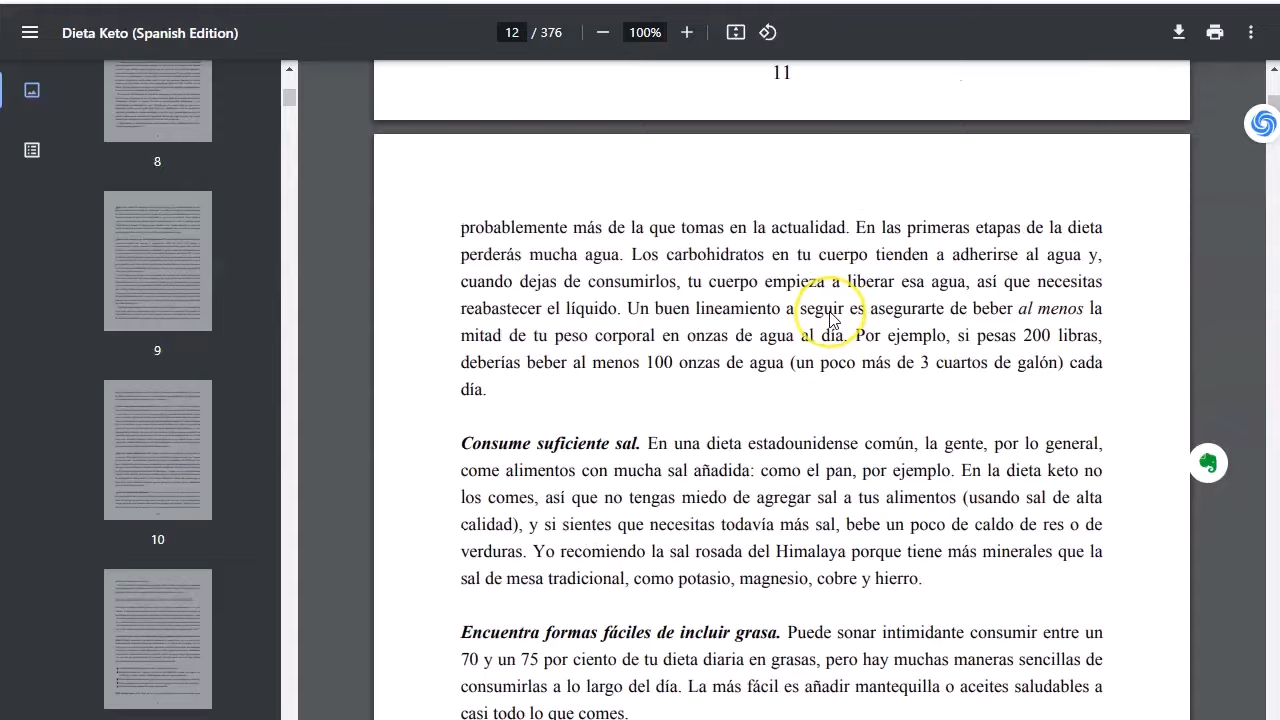 Dieta Keto (Spanish Edition)
12 / 376
100%
8
9
10
11
probablemente más de la que tomas en la actualidad. En las primeras etapas de la dieta
perderás mucha agua. Los carbohidratos en tu cuerpo tienden a adherirse al agua y,
cuando dejas de consumirlos, tu cuerpo empieza a liberar esa agua, así que necesitas
reabastecer el líquido. Un buen lineamiento a seguir es asegurarte de beber al menos la
mitad de tu peso corporal en onzas de agua al día. Por ejemplo, si pesas 200 libras,
deberías beber al menos 100 onzas de agua (un poco más de 3 cuartos de galón) cada
día.
Consume suficiente sal. En una dieta estadounidense común, la gente, por lo general,
come alimentos con mucha sal añadida: como el pan, por ejemplo. En la dieta keto no
los comes, así que no tengas miedo de agregar sal a tus alimentos (usando sal de alta
calidad), y si sientes que necesitas todavía más sal, bebe un poco de caldo de res o de
verduras. Yo recomiendo la sal rosada del Himalaya porque tiene más minerales que la
sal de mesa tradicional, como potasio, magnesio, cobre y hierro.
Encuentra formas fáciles de incluir grasa. Puede sonar intimidante consumir entre un
70 y un 75 por ciento de tu dieta diaria en grasas, pero hay muchas maneras sencillas de
consumirlas a lo largo del día. La más fácil es añadir mantequilla o aceites saludables a
casi todo lo que comes.